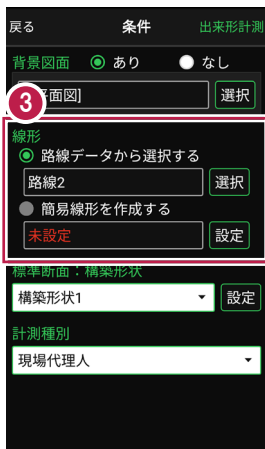 戻る 条件 出来形計測
背景図面 あり なし
面図] 選択
3
線形
路線データから選択する
路線2 選択
簡易線形を作成する
未設定 設定
標準断面：構築形状
構築形状1 設定
計測種別
現場代理人